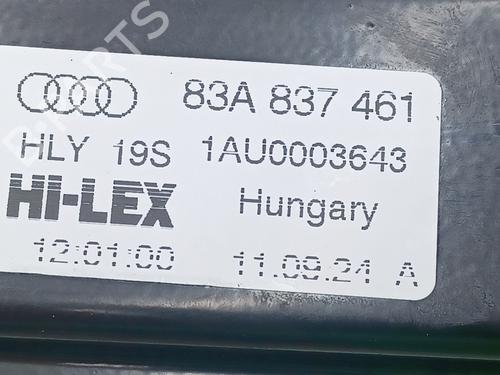 83A 837 461
HLY 19S 1AU0003643
HI-LEX Hungary
12:01:00 11.09.24 A